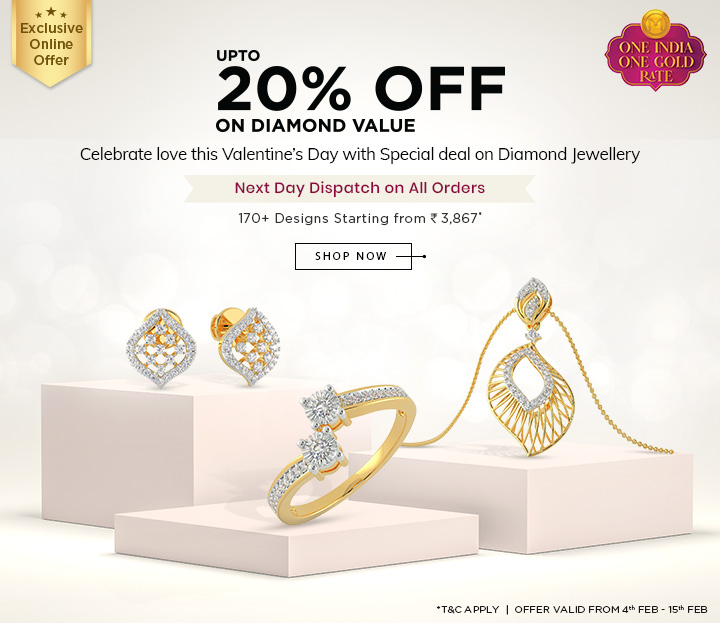 Exclusive
Online
Offer
ONE INDIA
ONE GOLD
RATE
UPTO
20% OFF
ON DIAMOND VALUE
Celebrate love this Valentine's Day with Special deal on Diamond Jewellery
Next Day Dispatch on All Orders
170+ Designs Starting from ₹ 3,867*
SHOP NOW
*T&C APPLY | OFFER VALID FROM 4th FEB - 15th FEB